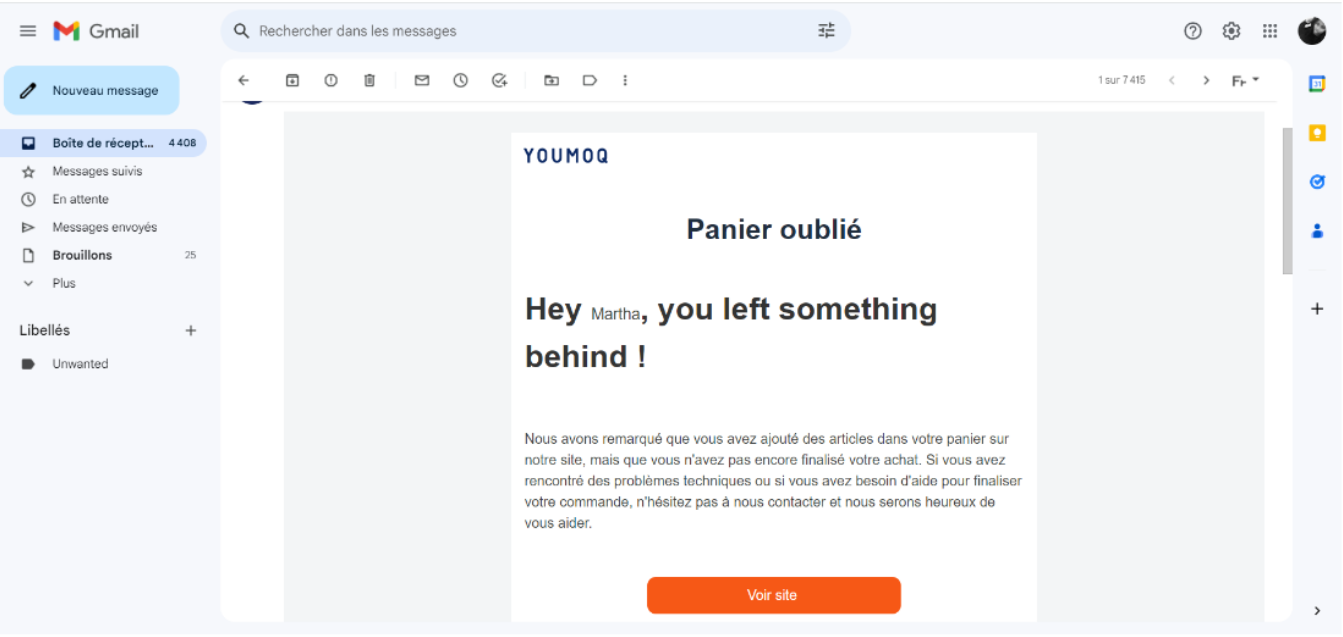 Gmail
Rechercher dans les messages
Nouveau message
1 sur 7 415
Fr
Boîte de récept... 4 408
Messages suivis
En attente
Messages envoyés
Brouillons 25
Plus
Libellés
Unwanted
31
YOUMOQ
Panier oublié
Hey Martha, you left something
behind !
Nous avons remarqué que vous avez ajouté des articles dans votre panier sur
notre site, mais que vous n'avez pas encore finalisé votre achat. Si vous avez
rencontré des problèmes techniques ou si vous avez besoin d'aide pour finaliser
votre commande, n'hésitez pas à nous contacter et nous serons heureux de
vous aider.
Voir site